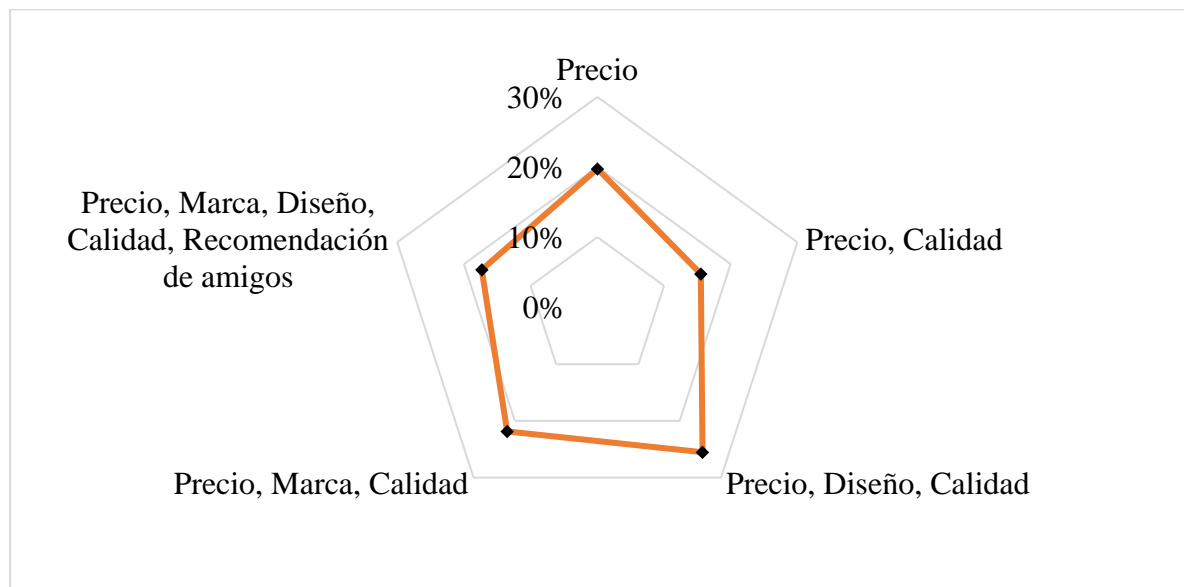 Precio
30%
20%
10%
0%
Precio, Calidad
Precio, Diseño, Calidad
Precio, Marca, Calidad
Precio, Marca, Diseño,
Calidad, Recomendación
de amigos